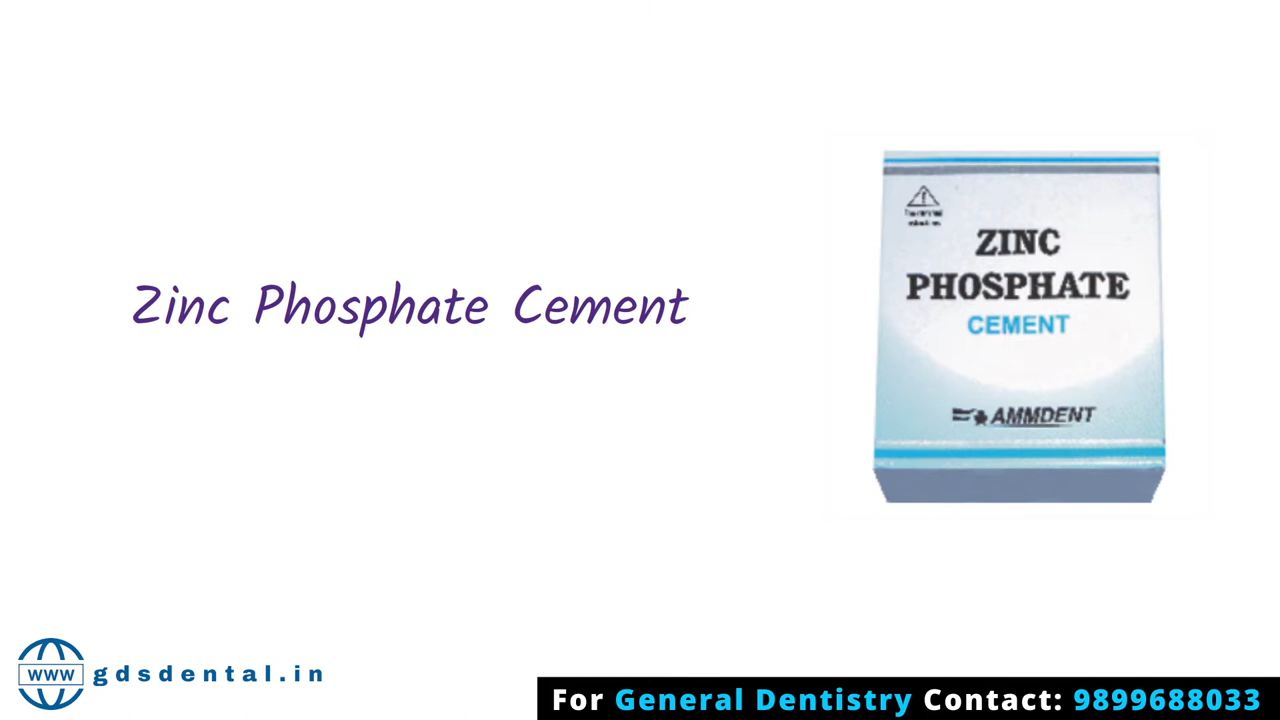 Zinc Phosphate Cement
ZINC
PHOSPHATE
CEMENT
AMMDENT
www
gdsdental.in
For General Dentistry Contact: 9899688033